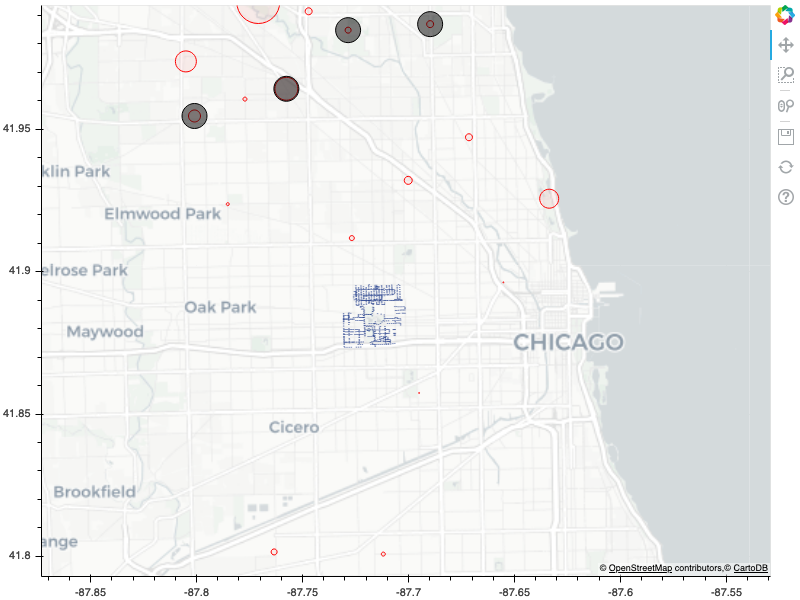 41.95
klin Park
Elmwood Park
41.9
elrose Park
Oak Park
Maywood
CHICAGO
41.85
Cicero
Brookfield
ange
41.8
© OpenStreetMap contributors,© CartoDB
-87.85
-87.8
-87.75
-87.7
-87.65
-87.6
-87.55